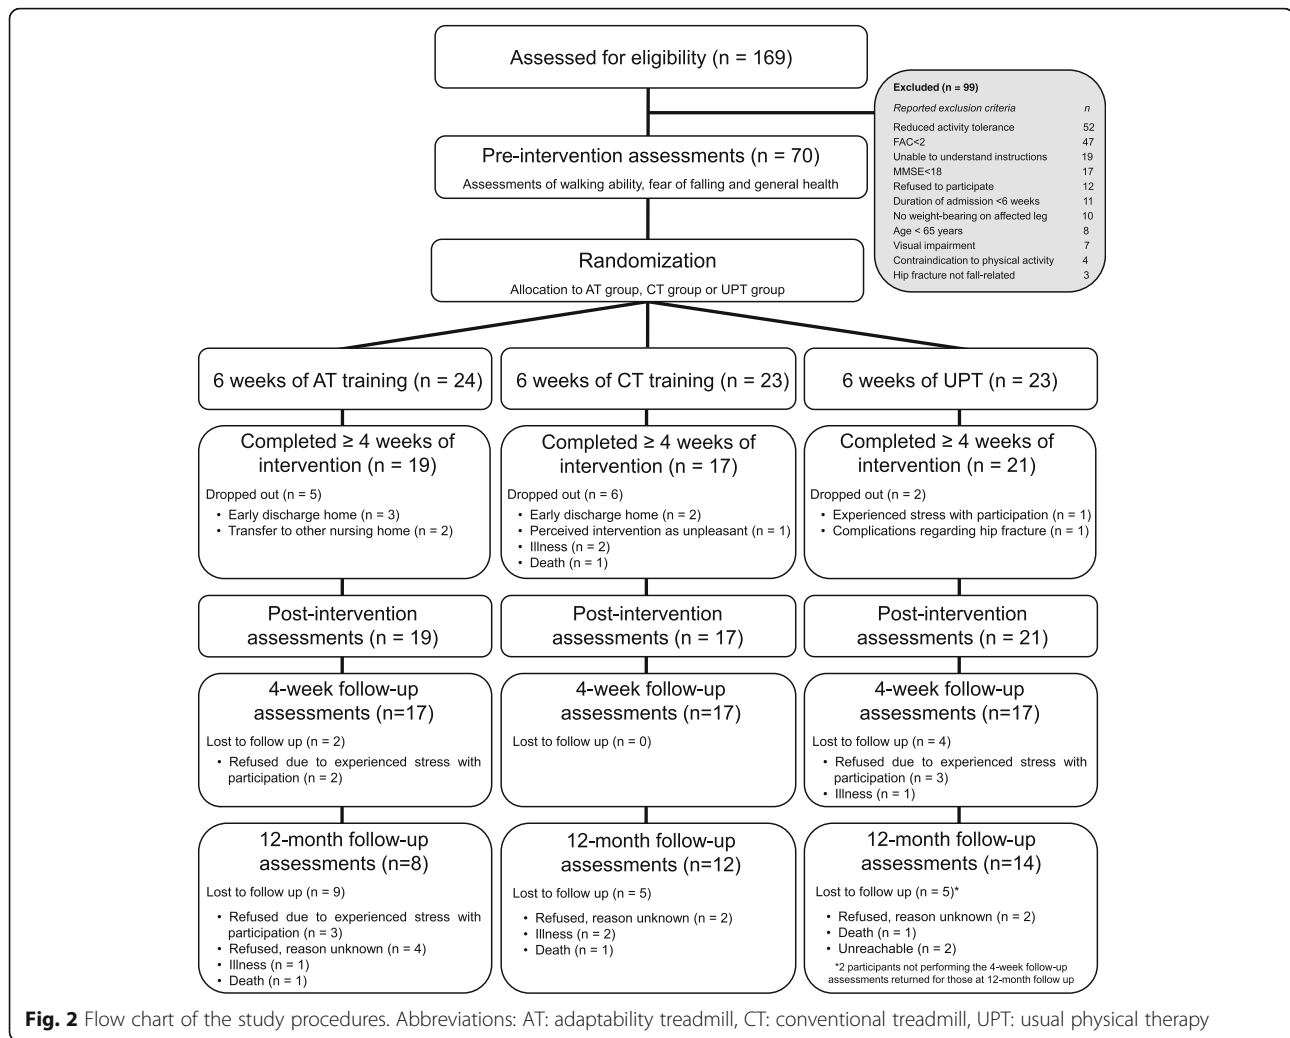 Assessed for eligibility (n = 169)
Excluded (n = 99)
Reported exclusion criteria n
Reduced activity tolerance 52
FAC<2 47
Unable to understand instructions 19
MMSE<18 17
Refused to participate 12
Duration of admission <6 weeks 11
No weight-bearing on affected leg 10
Age < 65 years 8
Visual impairment 7
Contraindication to physical activity 4
Hip fracture not fall-related 3
Pre-intervention assessments (n = 70)
Assessments of walking ability, fear of falling and general health
Randomization
Allocation to AT group, CT group or UPT group
6 weeks of AT training (n = 24)
6 weeks of CT training (n = 23)
6 weeks of UPT (n = 23)
Completed ≥ 4 weeks of
intervention (n = 19)
Dropped out (n = 5)
• Early discharge home (n = 3)
• Transfer to other nursing home (n = 2)
Completed ≥ 4 weeks of
intervention (n = 17)
Dropped out (n = 6)
• Early discharge home (n = 2)
• Perceived intervention as unpleasant (n = 1)
• Illness (n = 2)
• Death (n = 1)
Completed ≥ 4 weeks of
intervention (n = 21)
Dropped out (n = 2)
• Experienced stress with participation (n = 1)
• Complications regarding hip fracture (n = 1)
Post-intervention
assessments (n = 19)
Post-intervention
assessments (n = 17)
Post-intervention
assessments (n = 21)
4-week follow-up
assessments (n=17)
Lost to follow up (n = 2)
• Refused due to experienced stress with
participation (n = 2)
4-week follow-up
assessments (n=17)
Lost to follow up (n = 0)
4-week follow-up
assessments (n=17)
Lost to follow up (n = 4)
• Refused due to experienced stress with
participation (n = 3)
• Illness (n = 1)
12-month follow-up
assessments (n=8)
Lost to follow up (n = 9)
• Refused due to experienced stress with
participation (n = 3)
• Refused, reason unknown (n = 4)
• Illness (n = 1)
• Death (n = 1)
12-month follow-up
assessments (n=12)
Lost to follow up (n = 5)
• Refused, reason unknown (n = 2)
• Illness (n = 2)
• Death (n = 1)
12-month follow-up
assessments (n=14)
Lost to follow up (n = 5)*
• Refused, reason unknown (n = 2)
• Death (n = 1)
• Unreachable (n = 2)
*2 participants not performing the 4-week follow-up
assessments returned for those at 12-month follow up
Fig. 2 Flow chart of the study procedures. Abbreviations: AT: adaptability treadmill, CT: conventional treadmill, UPT: usual physical therapy